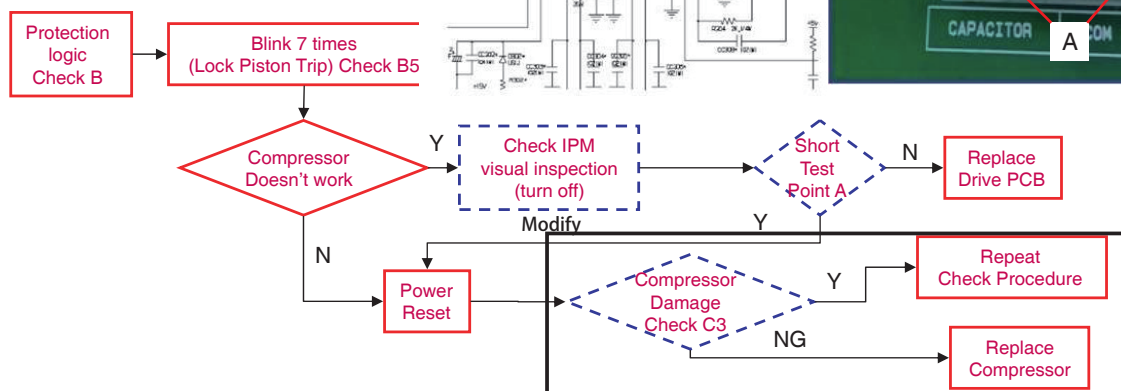 Protection
logic
Check B
Blink 7 times
(Lock Piston Trip) Check B5
CAPACITOR
COM
A
Compressor
Doesn't work
Y
Check IPM
visual inspection
(turn off)
Short
Test
Point A
N
Replace
Drive PCB
Modify
Y
N
Power
Reset
Compressor
Damage
Check C3
Y
Repeat
Check Procedure
NG
Replace
Compressor